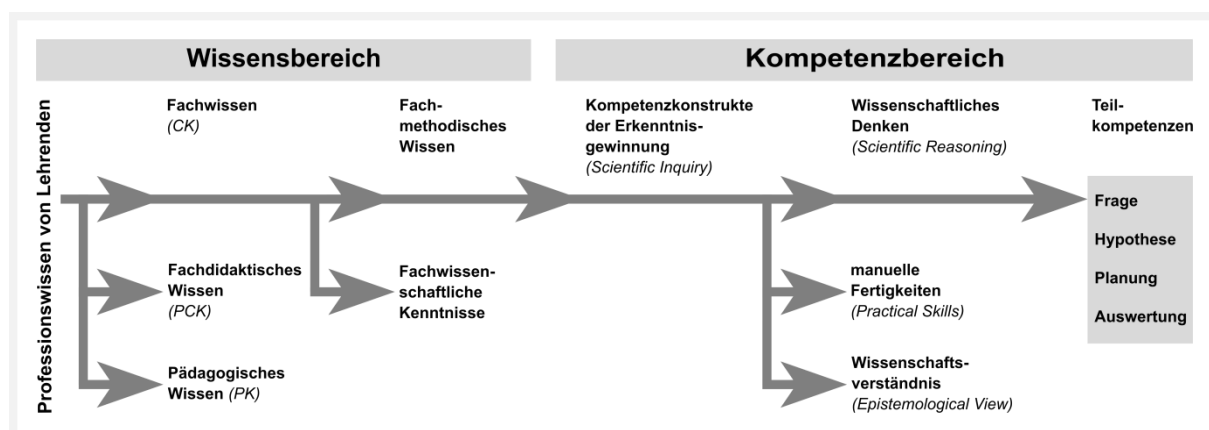 Wissensbereich
Kompetenzbereich
Professionswissen von Lehrenden
Fachwissen
(CK)
Fach-
methodisches
Wissen
Kompetenzkonstrukte
der Erkenntnis-
gewinnung
(Scientific Inquiry)
Wissenschaftliches
Denken
(Scientific Reasoning)
Teil-
kompetenzen
Frage
Hypothese
Planung
Auswertung
Fachdidaktisches
Wissen
(PCK)
Fachwissen-
schaftliche
Kenntnisse
manuelle
Fertigkeiten
(Practical Skills)
Pädagogisches
Wissen (PK)
Wissenschafts-
verständnis
(Epistemological View)